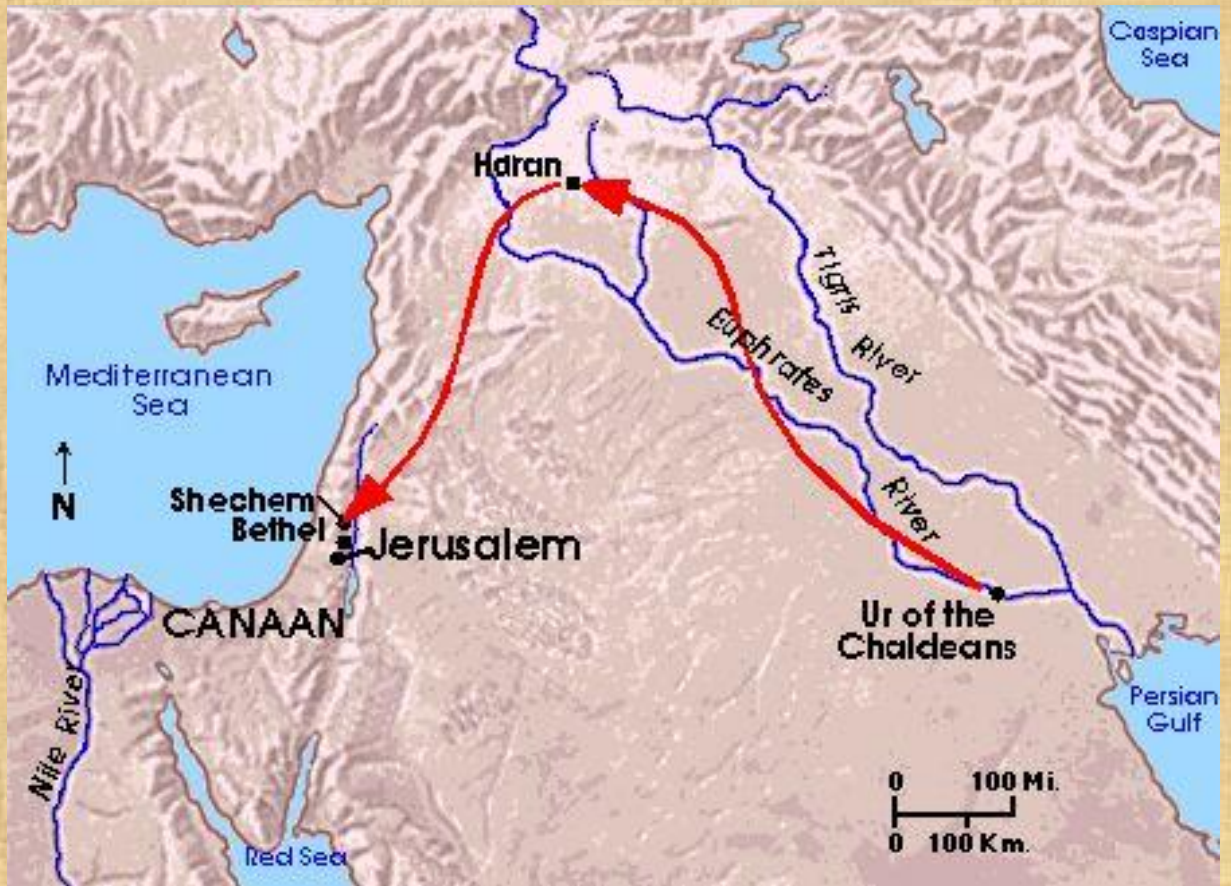 Caspian
Sea
Haran
Tigris River
Euphrates River
Mediterranean
Sea
N
Shechem
Bethel
Jerusalem
CANAAN
Ur of the
Chaldeans
Nile River
Persian
Gulf
Red Sea
0 100 Mi.
0 100 Km.